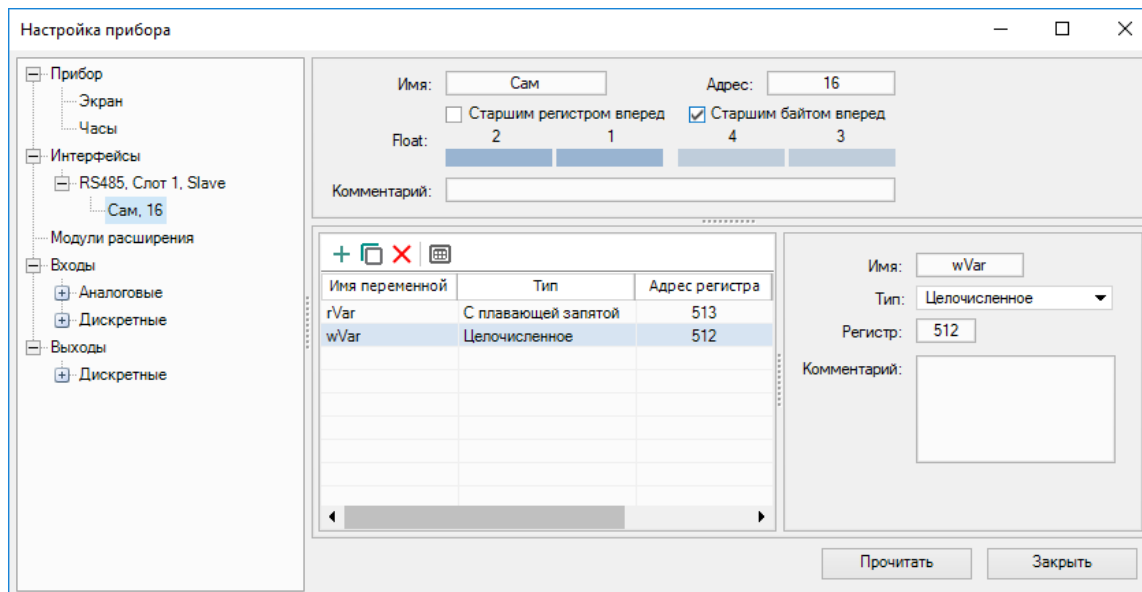 Настройка прибора
Прибор
Экран
Часы
Интерфейсы
RS485, Слот 1, Slave
Сам, 16
Модули расширения
Входы
Аналоговые
Дискретные
Выходы
Дискретные
Имя: Сам Адрес: 16
Старшим регистром вперед Старшим байтом вперед
Float: 2 1 4 3
Комментарий:
Имя переменной Тип Адрес регистра
rVar С плавающей запятой 513
wVar Целочисленное 512
Имя: wVar
Тип: Целочисленное
Регистр: 512
Комментарий:
Прочитать Закрыть